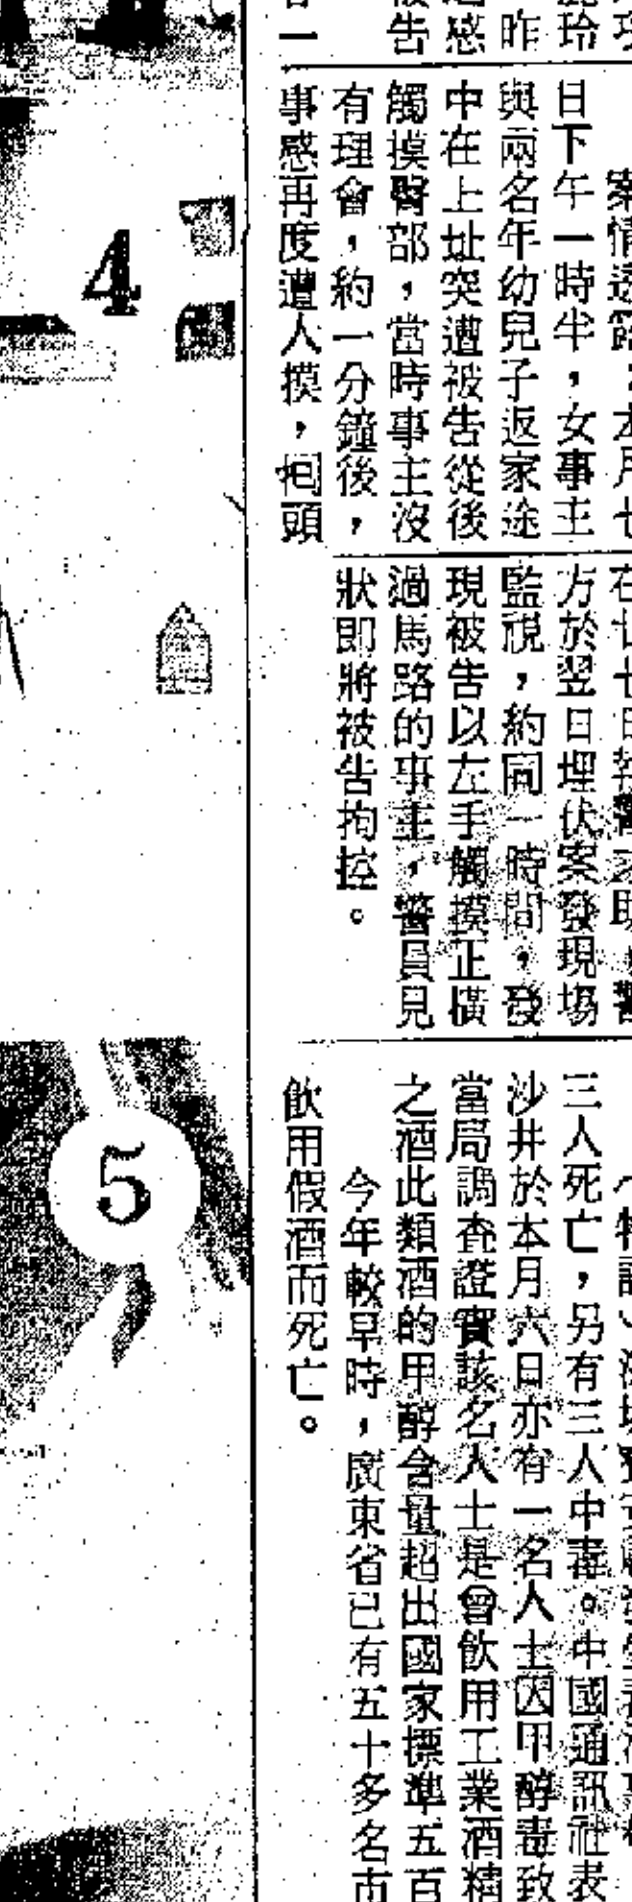 4
5
告
感
昨
玲
案情透露，本月七
日下午一時半，女事主
與兩名年幼兒子返家途
中在上址突遭被告從後
觸摸臀部，當時事主沒
有理會，約一分鐘後，
事感再度遭人摸，回頭
方於翌日埋伏案發現場
監視，約同一時間，發
現被告以左手觸摸正橫
過馬路的事主，警員見
狀即將被告拘控。
三人死亡，另有三人中毒。中國通訊社表
沙井於本月六日亦有一名人士因甲醇毒致
當局調查證實該名人士是曾飲用工業酒精
之酒此類酒的甲醇含量超出國家標準五百
今年較早時，廣東省已有五十多名市
飲用假酒而死亡。